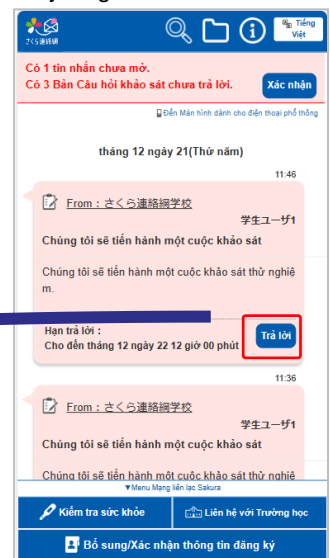 さくら連絡網
Tiếng
Việt
Có 1 tin nhắn chưa mở.
Có 3 Bản Câu hỏi khảo sát chưa trả lời.
Xác nhận
Đến Màn hình dành cho điện thoại phổ thông
tháng 12 ngày 21(Thứ năm)
11:46
From：さくら連絡網学校
学生ユーザ1
Chúng tôi sẽ tiến hành một cuộc khảo sát
Chúng tôi sẽ tiến hành một cuộc khảo sát thử nghiệ
m.
Hạn trả lời：
Cho đến tháng 12 ngày 22 12 giờ 00 phút
Trả lời
11:36
From：さくら連絡網学校
学生ユーザ1
Chúng tôi sẽ tiến hành một cuộc khảo sát
Chúng tôi sẽ tiến hành một cuộc khảo sát thử nghiệ
▼Menu Mạng liên lạc Sakura
Kiểm tra sức khỏe
Liên hệ với Trường học
Bổ sung/Xác nhận thông tin đăng ký